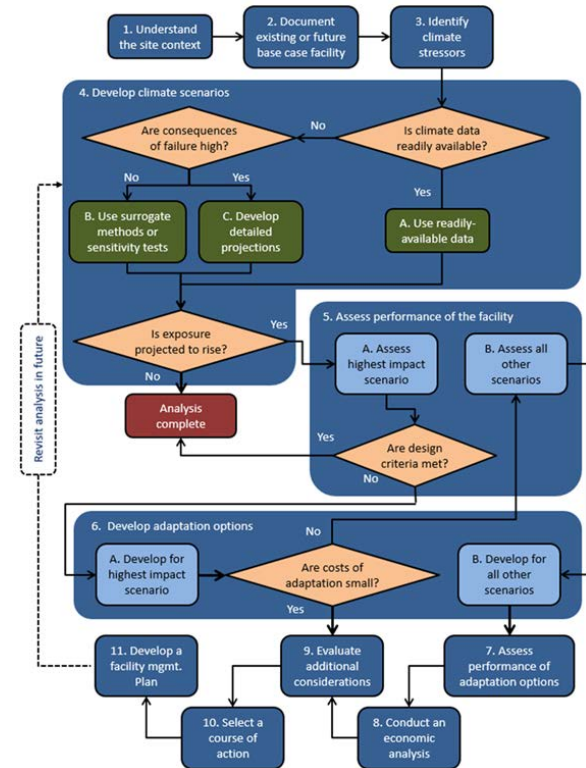 1. Understand
the site context
2. Document
existing or future
base case facility
3. Identify
climate
stressors
4. Develop climate scenarios
Are consequences
of failure high?
No
Is climate data
readily available?
No
Yes
Yes
B. Use surrogate
methods or
sensitivity tests
C. Develop
detailed
projections
A. Use readily-
available data
Is exposure
projected to rise?
Yes
No
Analysis
complete
5. Assess performance of the facility
A. Assess
highest impact
scenario
B. Assess all
other
scenarios
Yes
Are design
criteria met?
No
Revisit analysis in future
6. Develop adaptation options
No
A. Develop for
highest impact
scenario
Are costs of
adaptation small?
B. Develop for
all other
scenarios
Yes
11. Develop a
facility mgmt.
Plan
9. Evaluate
additional
considerations
7. Assess
performance of
adaptation options
10. Select a
course of
action
8. Conduct an
economic
analysis